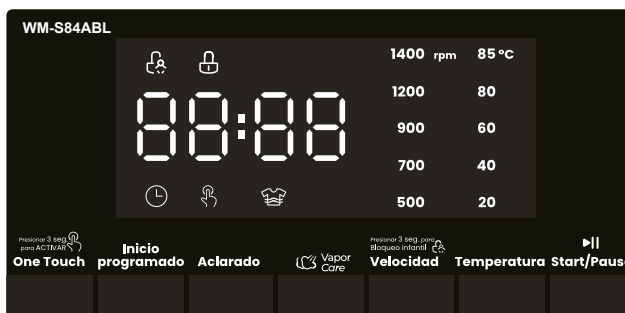 WM-S84ABL
1400 rpm 85 °C
88:88
1200 80
900 60
700 40
500 20
Presionar 3 seg.
para ACTIVAR
One Touch
Inicio
programado
Aclarado
Vapor
Care
Presionar 3 seg. para
Bloqueo infantil
Velocidad
Temperatura
Start/Paus